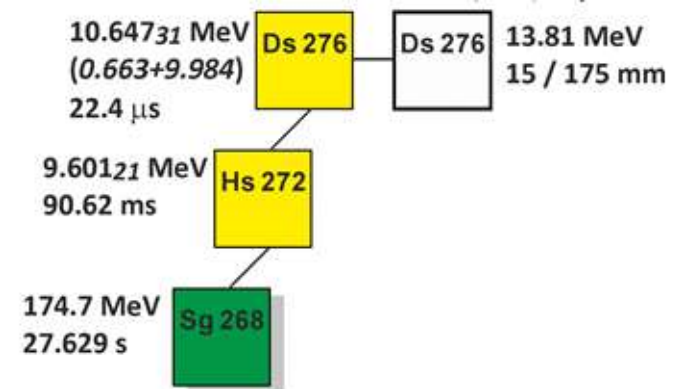 10.64731 MeV
(0.663+9.984)
22.4 μs
Ds 276
Ds 276
13.81 MeV
15 / 175 mm
9.60121 MeV
90.62 ms
Hs 272
174.7 MeV
27.629 s
Sg 268